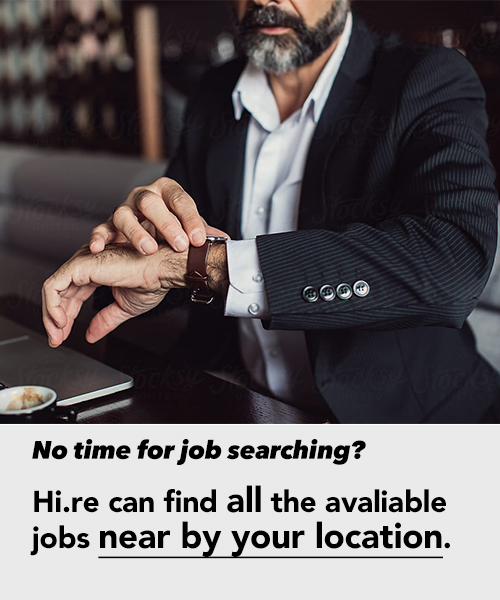 No time for job searching?
Hi.re can find all the avaliable
jobs near by your location.